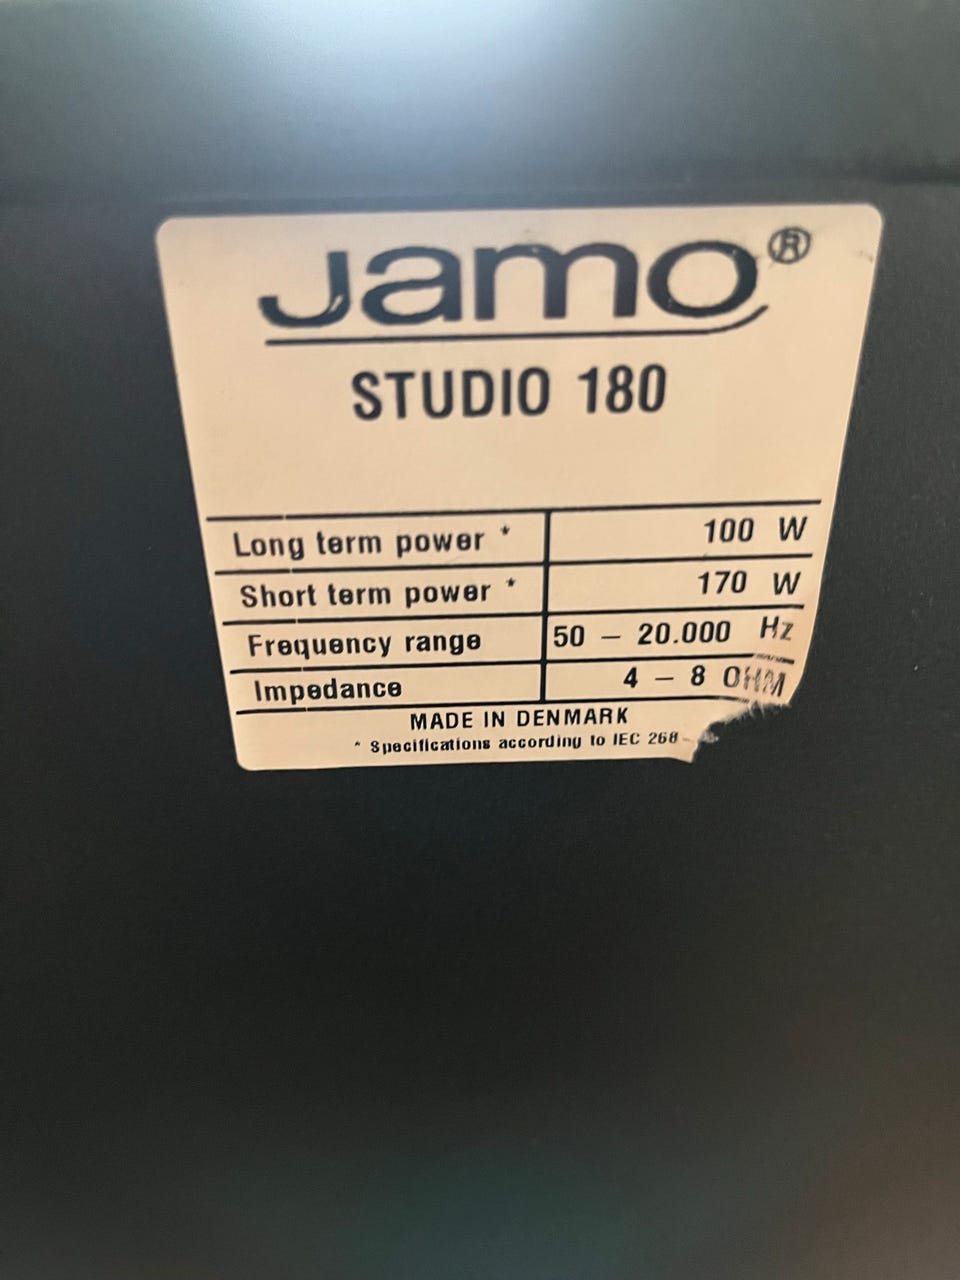 Jamo®
STUDIO 180
Long term power * 100 W
Short term power * 170 W
Frequency range 50 – 20.000 Hz
Impedance 4 – 8 OHM
MADE IN DENMARK
* Specifications according to IEC 268-